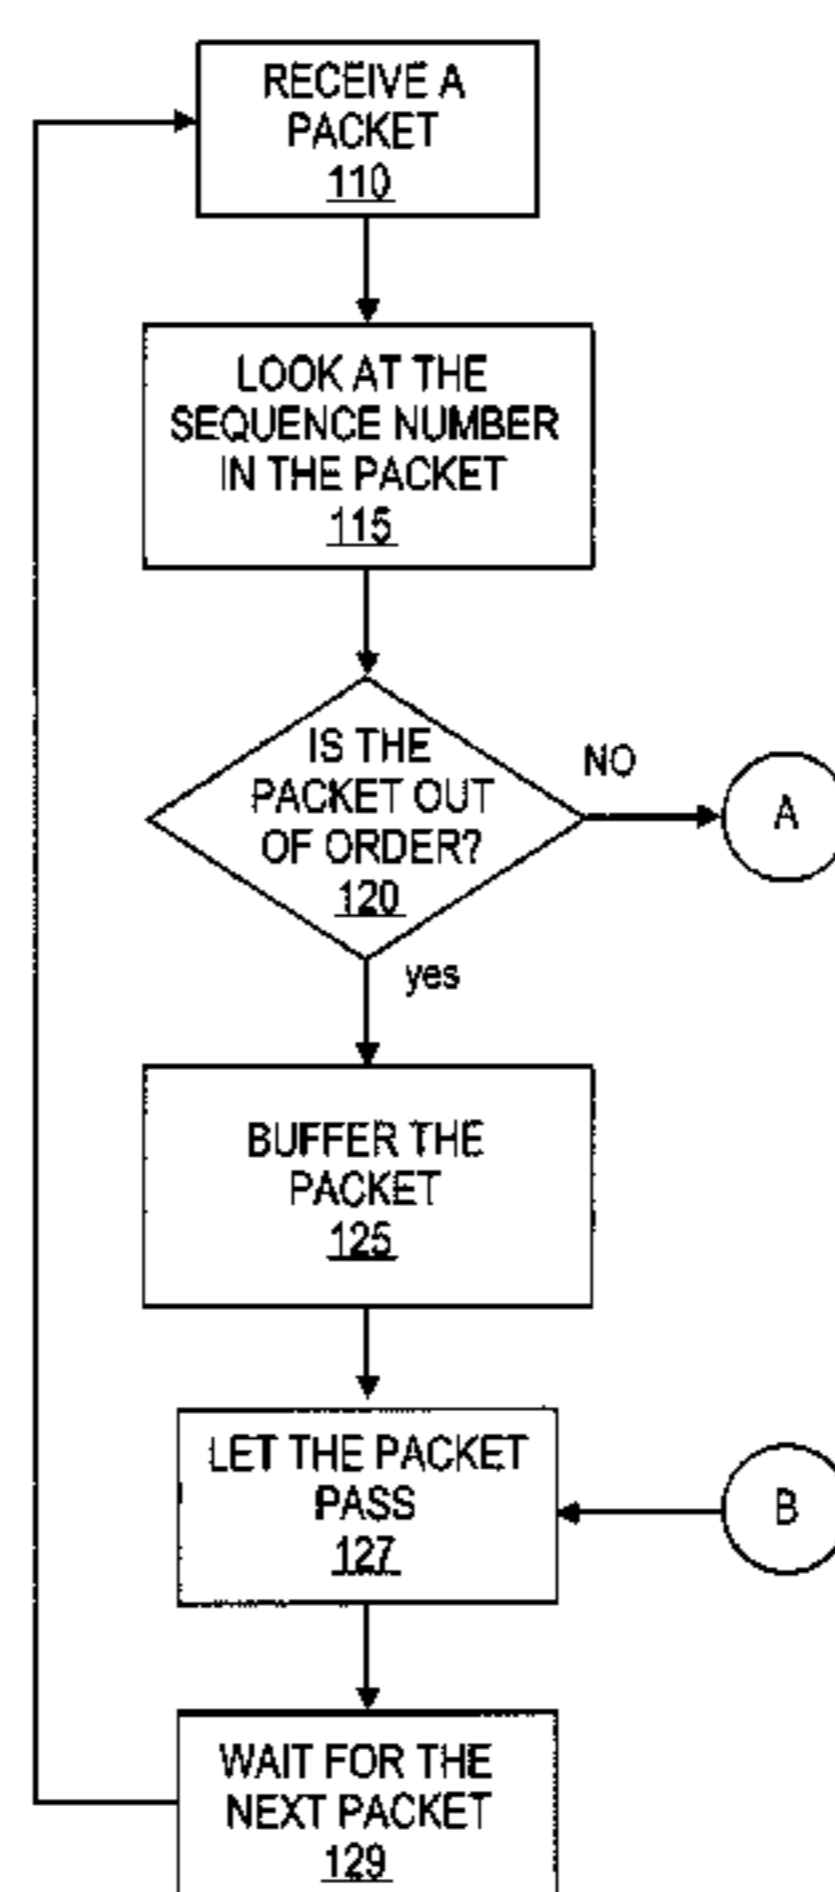 RECEIVE A
PACKET
110
LOOK AT THE
SEQUENCE NUMBER
IN THE PACKET
115
IS THE
PACKET OUT
OF ORDER?
120
NO
A
yes
BUFFER THE
PACKET
125
LET THE PACKET
PASS
127
B
WAIT FOR THE
NEXT PACKET
129